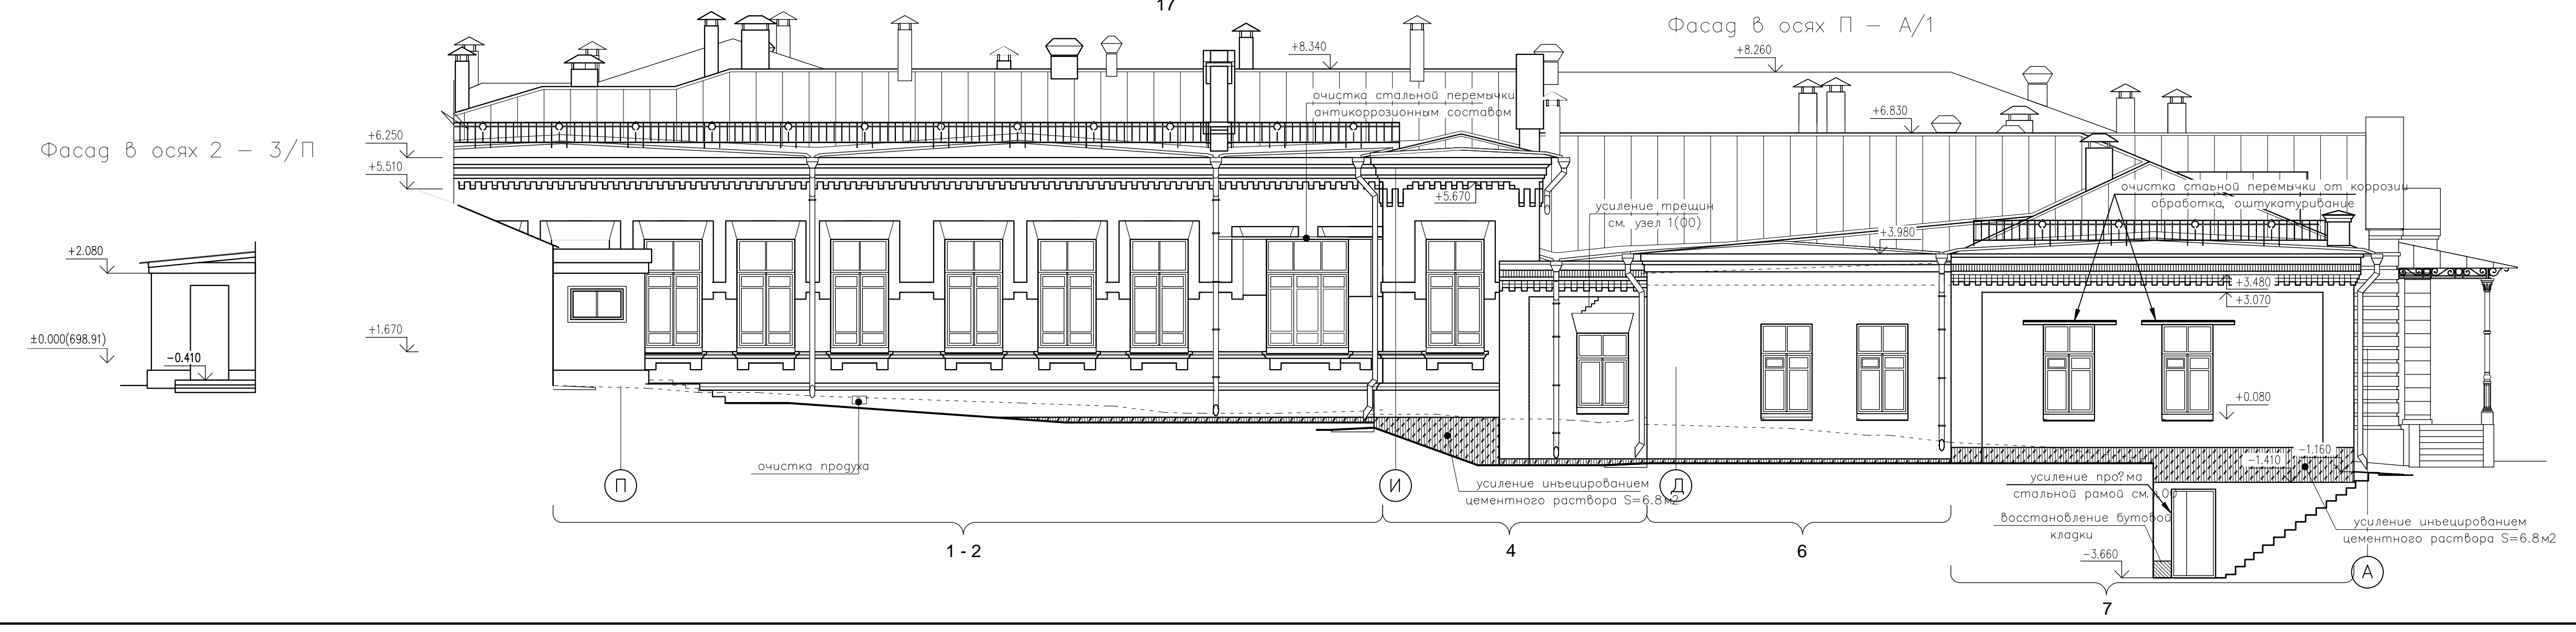 17
Фасад в осях П - А/1
+8.340
+8.260
очистка стальной перемычки
антикоррозионным составом
+6.830
+6.250
Фасад в осях 2 - 3/П
+5.510
+5.670
очистка стальной перемычки от коррозии
обработка, оштукатуривание
усиление трещин
см. узел 1(00)
+3.980
+2.080
+3.480
+3.070
+1.670
±0.000(698.91)
-0.410
+0.080
-1.160
-1.410
очистка продуха
П
И
Д
усиление инъецированием
цементного раствора S=6.8м2
усиление про?ма
стальной рамой см.л.00
восстановление бутовой
кладки
усиление инъецированием
цементного раствора S=6.8м2
-3.660
А
1 - 2
4
6
7